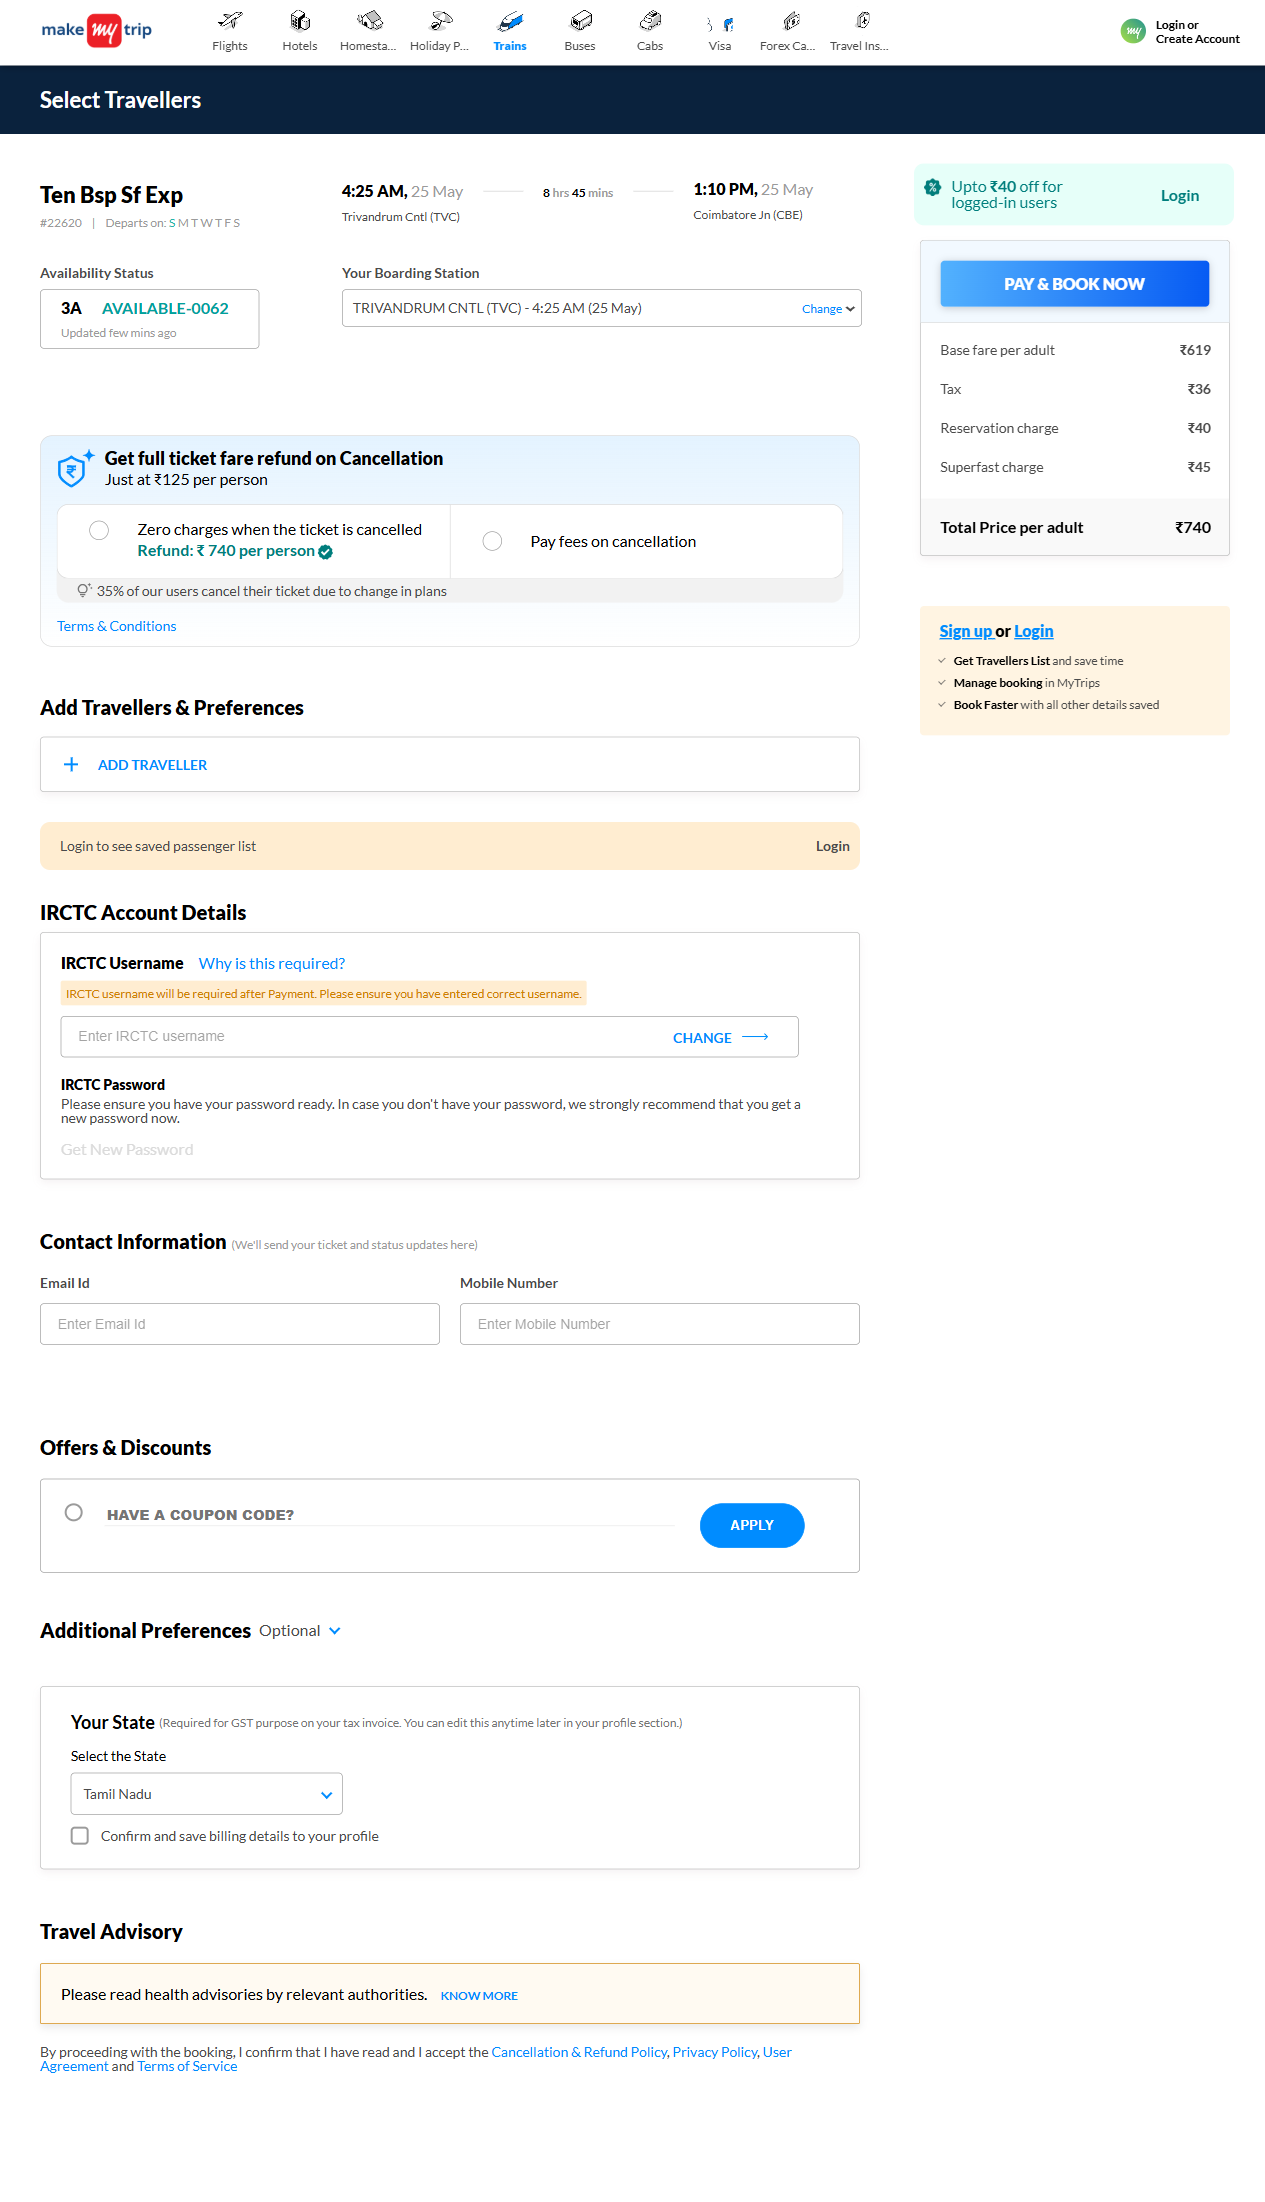 make my trip
Flights
Hotels
Homesta...
Holiday P...
Trains
Buses
Cabs
Visa
Forex Ca...
Travel Ins...
my
Login or
Create Account
Select Travellers
Ten Bsp Sf Exp
#22620 | Departs on: S M T W T F S
4:25 AM, 25 May
Trivandrum Cntl (TVC)
8 hrs 45 mins
1:10 PM, 25 May
Coimbatore Jn (CBE)
Availability Status
3A AVAILABLE-0062
Updated few mins ago
Your Boarding Station
TRIVANDRUM CNTL (TVC) - 4:25 AM (25 May) Change
Upto ₹40 off for
logged-in users
Login
PAY & BOOK NOW
Base fare per adult ₹619
Tax ₹36
Reservation charge ₹40
Superfast charge ₹45
Total Price per adult ₹740
Sign up or Login
Get Travellers List and save time
Manage booking in MyTrips
Book Faster with all other details saved
Get full ticket fare refund on Cancellation
Just at ₹125 per person
Zero charges when the ticket is cancelled
Refund: ₹ 740 per person
Pay fees on cancellation
35% of our users cancel their ticket due to change in plans
Terms & Conditions
Add Travellers & Preferences
+ ADD TRAVELLER
Login to see saved passenger list Login
IRCTC Account Details
IRCTC Username Why is this required?
IRCTC username will be required after Payment. Please ensure you have entered correct username.
Enter IRCTC username CHANGE
IRCTC Password
Please ensure you have your password ready. In case you don't have your password, we strongly recommend that you get a
new password now.
Get New Password
Contact Information (We'll send your ticket and status updates here)
Email Id
Enter Email Id
Mobile Number
Enter Mobile Number
Offers & Discounts
HAVE A COUPON CODE?
APPLY
Additional Preferences Optional
Your State (Required for GST purpose on your tax invoice. You can edit this anytime later in your profile section.)
Select the State
Tamil Nadu
Confirm and save billing details to your profile
Travel Advisory
Please read health advisories by relevant authorities. KNOW MORE
By proceeding with the booking, I confirm that I have read and I accept the Cancellation & Refund Policy, Privacy Policy, User
Agreement and Terms of Service